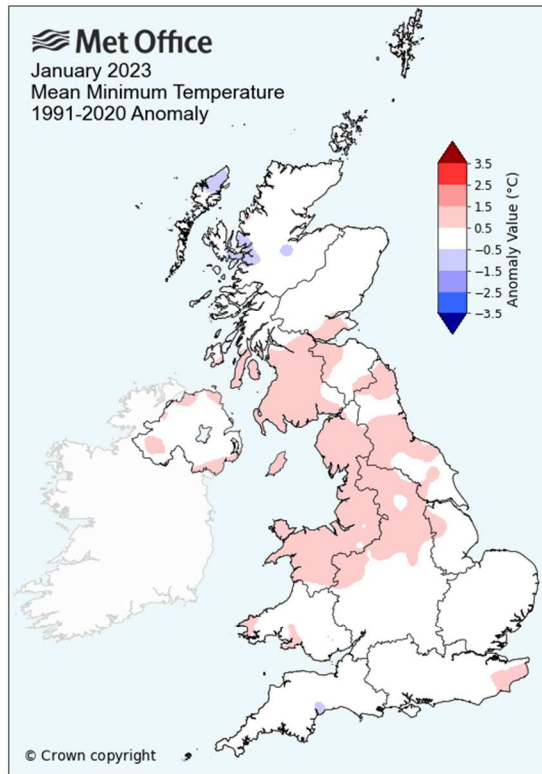 Met Office
January 2023
Mean Minimum Temperature
1991-2020 Anomaly
3.5
2.5
1.5
0.5
−0.5
−1.5
−2.5
−3.5
Anomaly Value (°C)
© Crown copyright